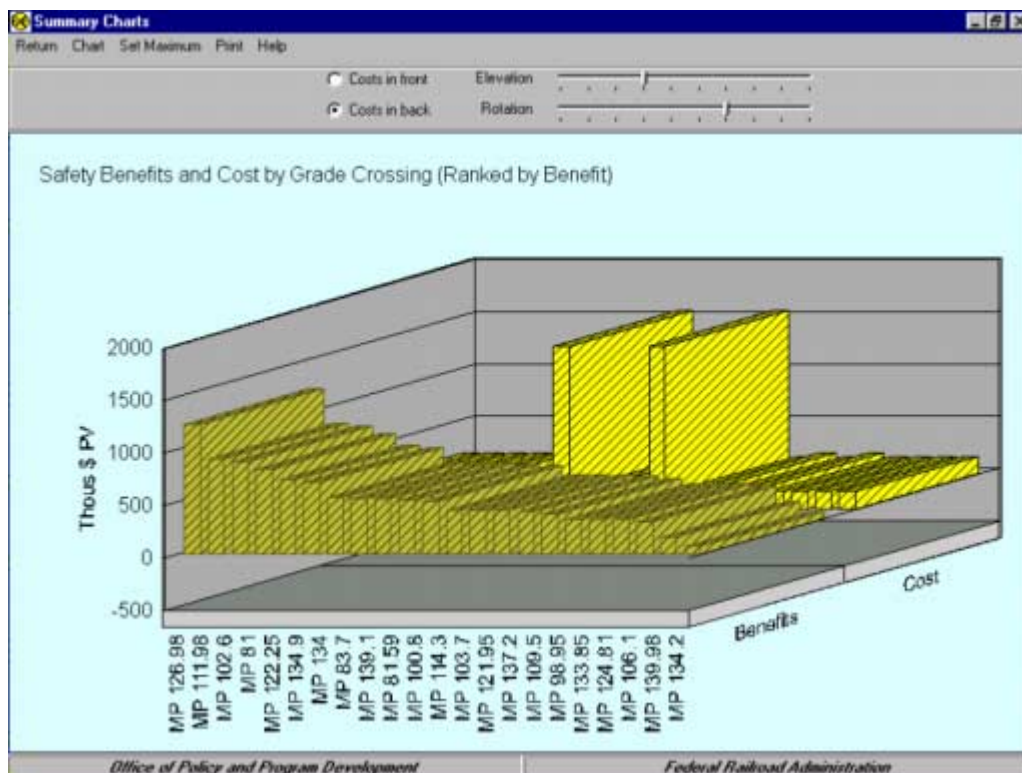 Summary Charts
Return Chart Set Maximum Print Help
Costs in front Elevation
Costs in back Rotation
Safety Benefits and Cost by Grade Crossing (Ranked by Benefit)
Thous $ PV
2000
1500
1000
500
0
-500
MP 126.98
MP 111.98
MP 102.6
MP 81
MP 122.25
MP 134.9
MP 134
MP 83.7
MP 139.1
MP 81.59
MP 100.8
MP 114.3
MP 103.7
MP 121.95
MP 137.2
MP 109.5
MP 98.95
MP 133.85
MP 124.81
MP 106.1
MP 139.98
MP 134.2
Benefits
Cost
Office of Policy and Program Development Federal Railroad Administration